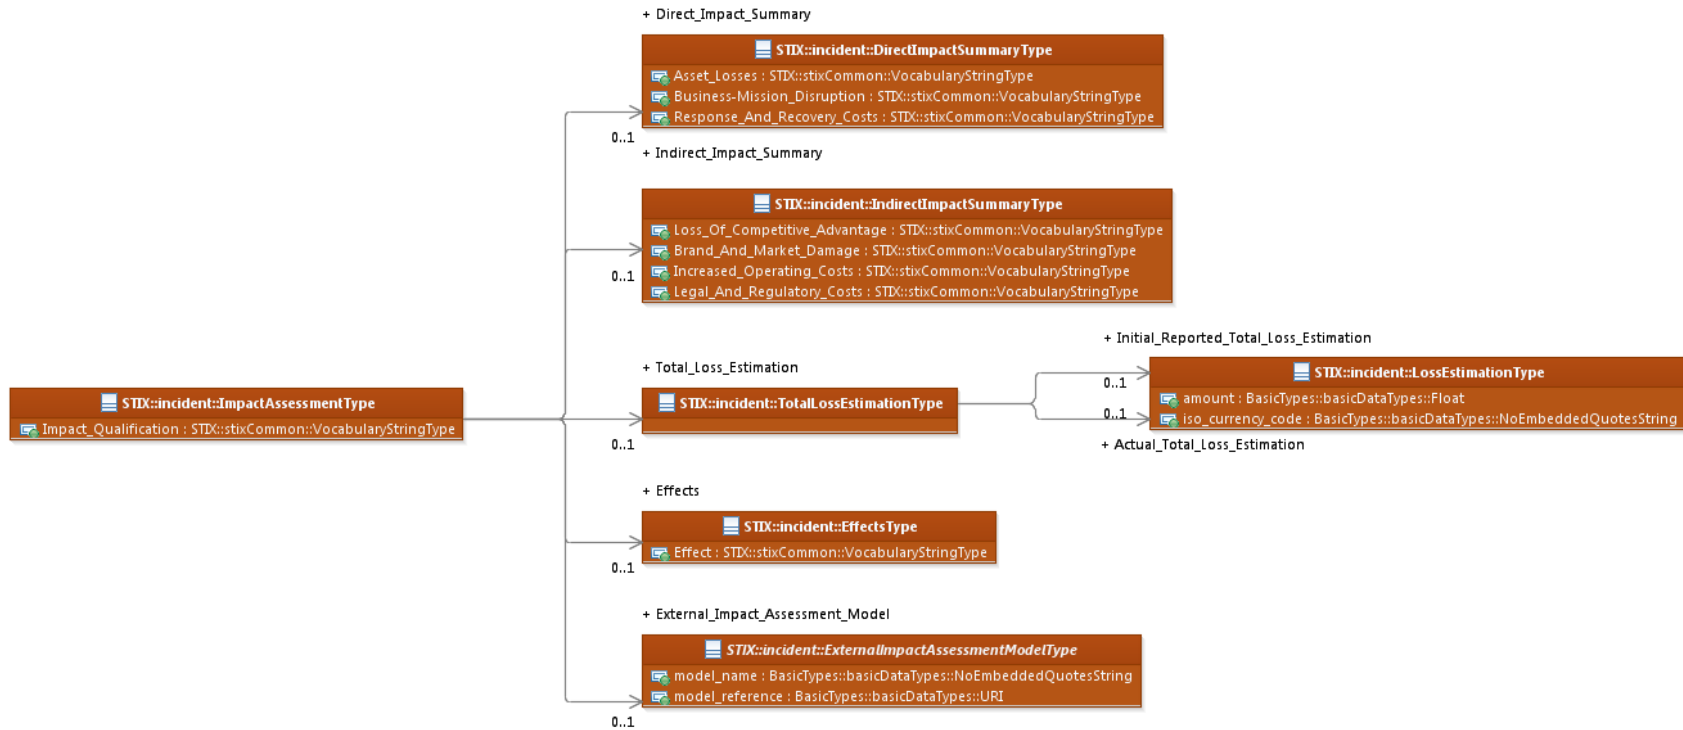 + Direct_Impact_Summary
STIX::incident::DirectImpactSummaryType
Asset_Losses : STIX::stixCommon::VocabularyStringType
Business-Mission_Disruption : STIX::stixCommon::VocabularyStringType
Response_And_Recovery_Costs : STIX::stixCommon::VocabularyStringType
0..1
+ Indirect_Impact_Summary
STIX::incident::IndirectImpactSummaryType
Loss_Of_Competitive_Advantage : STIX::stixCommon::VocabularyStringType
Brand_And_Market_Damage : STIX::stixCommon::VocabularyStringType
Increased_Operating_Costs : STIX::stixCommon::VocabularyStringType
Legal_And_Regulatory_Costs : STIX::stixCommon::VocabularyStringType
0..1
+ Initial_Reported_Total_Loss_Estimation
+ Total_Loss_Estimation
STIX::incident::LossEstimationType
0..1
amount : BasicTypes::basicDataTypes::Float
STIX::incident::ImpactAssessmentType
STIX::incident::TotalLossEstimationType
0..1
iso_currency_code : BasicTypes::basicDataTypes::NoEmbeddedQuotesString
Impact_Qualification : STIX::stixCommon::VocabularyStringType
0..1
+ Actual_Total_Loss_Estimation
+ Effects
STIX::incident::EffectsType
Effect : STIX::stixCommon::VocabularyStringType
0..1
+ External_Impact_Assessment_Model
STIX::incident::ExternalImpactAssessmentModelType
model_name : BasicTypes::basicDataTypes::NoEmbeddedQuotesString
model_reference : BasicTypes::basicDataTypes::URI
0..1